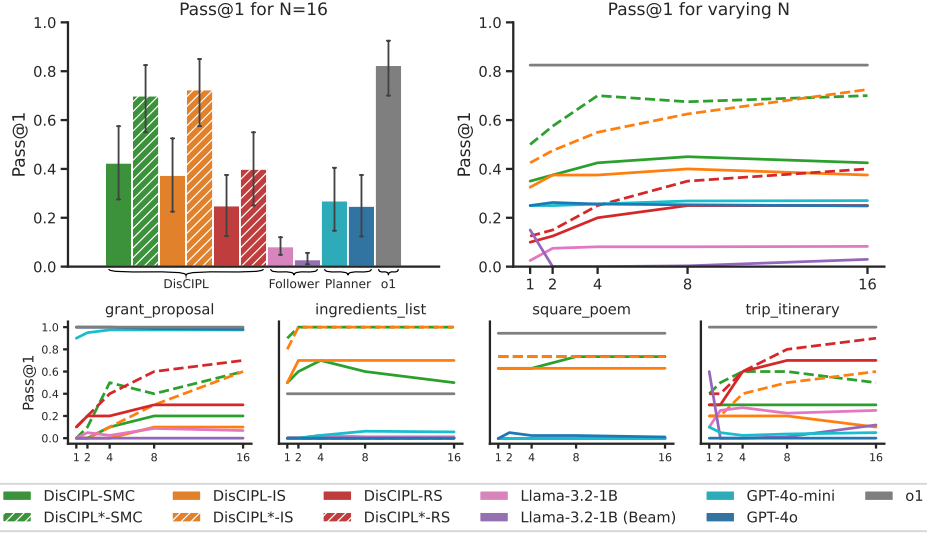 Pass@1 for N=16
Pass@1
1.0
0.8
0.6
0.4
0.2
0.0
DisCIPL Follower Planner o1
Pass@1 for varying N
Pass@1
1.0
0.8
0.6
0.4
0.2
0.0
1 2 4 8 16
grant_proposal
Pass@1
1.0
0.8
0.6
0.4
0.2
0.0
1 2 4 8 16
ingredients_list
1 2 4 8 16
square_poem
1 2 4 8 16
trip_itinerary
1 2 4 8 16
DisCIPL-SMC DisCIPL-IS DisCIPL-RS Llama-3.2-1B GPT-4o-mini o1
DisCIPL*-SMC DisCIPL*-IS DisCIPL*-RS Llama-3.2-1B (Beam) GPT-4o